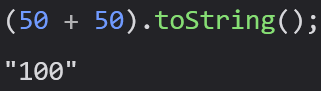 (50 + 50).toString();
"100"